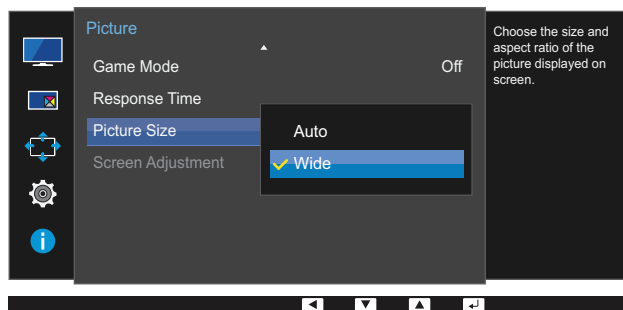 Picture
Game Mode Off
Response Time
Picture Size
Screen Adjustment
Auto
Wide
Choose the size and
aspect ratio of the
picture displayed on
screen.